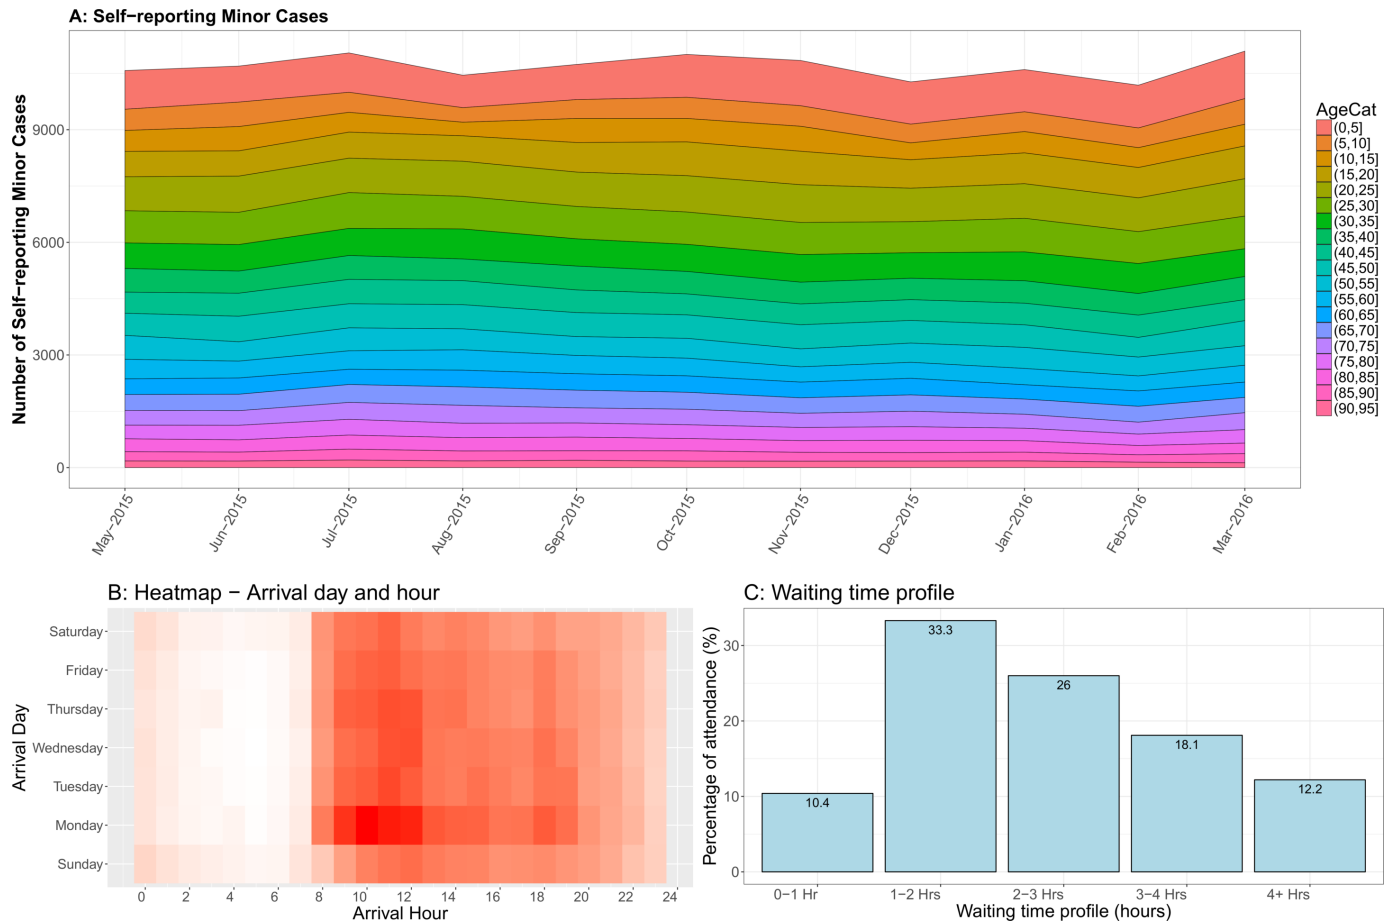 A: Self−reporting Minor Cases
Number of Self-reporting Minor Cases
9000
6000
3000
0
May−2015
Jun−2015
Jul−2015
Aug−2015
Sep−2015
Oct−2015
Nov−2015
Dec−2015
Jan−2016
Feb−2016
Mar−2016
AgeCat
(0,5]
(5,10]
(10,15]
(15,20]
(20,25]
(25,30]
(30,35]
(35,40]
(40,45]
(45,50]
(50,55]
(55,60]
(60,65]
(65,70]
(70,75]
(75,80]
(80,85]
(85,90]
(90,95]
B: Heatmap − Arrival day and hour
Arrival Day
Saturday
Friday
Thursday
Wednesday
Tuesday
Monday
Sunday
0 2 4 6 8 10 12 14 16 18 20 22 24
Arrival Hour
C: Waiting time profile
Percentage of attendance (%)
30
20
10
0
10.4
33.3
26
18.1
12.2
0−1 Hr 1−2 Hrs 2−3 Hrs 3−4 Hrs 4+ Hrs
Waiting time profile (hours)